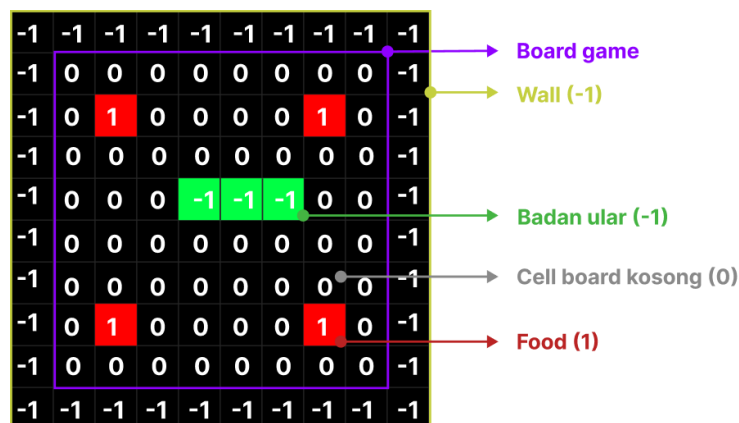 -1 -1 -1 -1 -1 -1 -1 -1 -1 -1
-1 0 0 0 0 0 0 0 0 -1
-1 0 1 0 0 0 0 1 0 -1
-1 0 0 0 0 0 0 0 0 -1
-1 0 0 0 -1 -1 -1 0 0 -1
-1 0 0 0 0 0 0 0 0 -1
-1 0 0 0 0 0 0 0 0 -1
-1 0 1 0 0 0 0 1 0 -1
-1 0 0 0 0 0 0 0 0 -1
-1 -1 -1 -1 -1 -1 -1 -1 -1 -1
Board game
Wall (-1)
Badan ular (-1)
Cell board kosong (0)
Food (1)